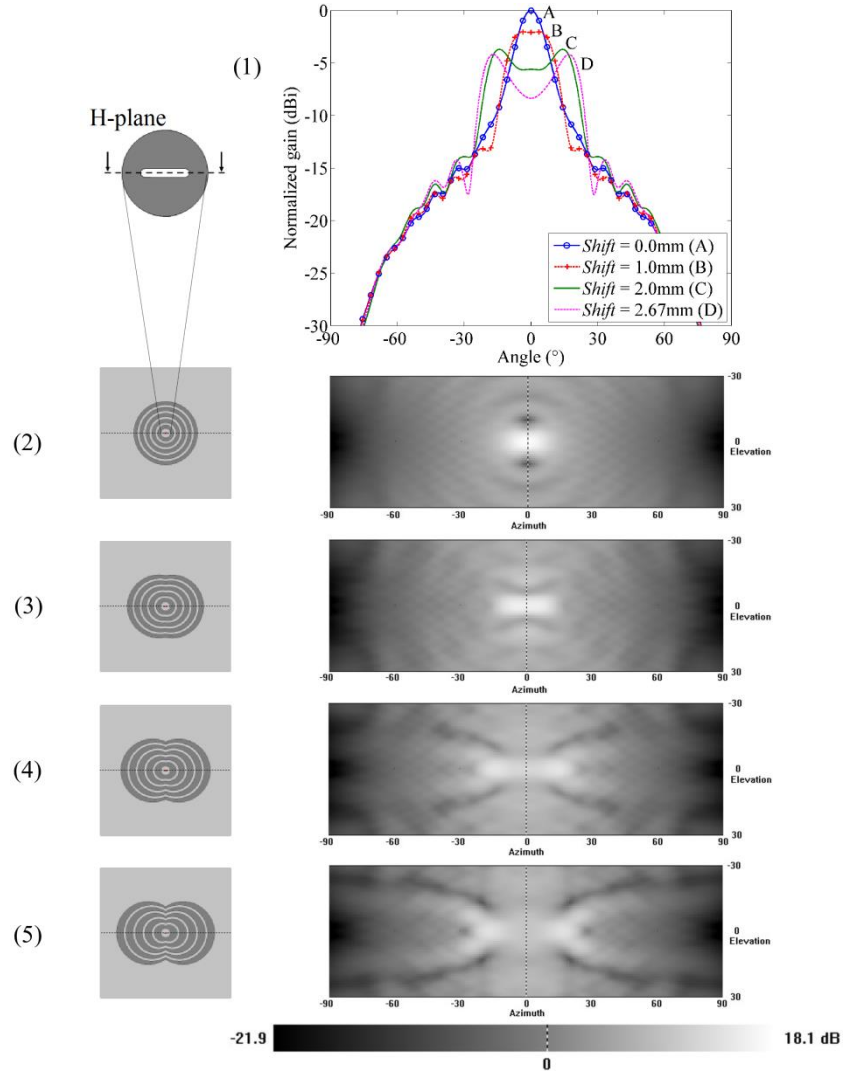 (1)
H-plane
Normalized gain (dBi)
0
-5
-10
-15
-20
-25
-30
A
B
C
D
Shift = 0.0mm (A)
Shift = 1.0mm (B)
Shift = 2.0mm (C)
Shift = 2.67mm (D)
-90 -60 -30 0 30 60 90
Angle (°)
(2)
-30
0
Elevation
30
-90 -60 -30 0 30 60 90
Azimuth
(3)
-30
0
Elevation
30
-90 -60 -30 0 30 60 90
Azimuth
(4)
-30
0
Elevation
30
-90 -60 -30 0 30 60 90
Azimuth
(5)
-30
0
Elevation
30
-90 -60 -30 0 30 60 90
Azimuth
-21.9 18.1 dB
0